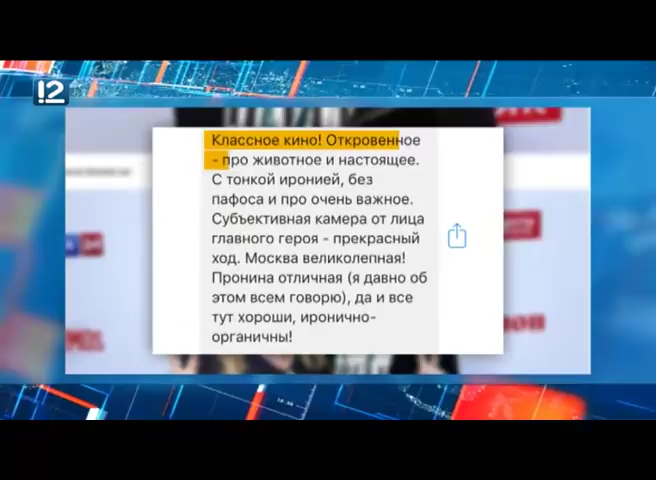 12
Классное кино! Откровенное
- про животное и настоящее.
С тонкой иронией, без
пафоса и про очень важное.
Субъективная камера от лица
главного героя - прекрасный
ход. Москва великолепная!
Пронина отличная (я давно об
этом всем говорю), да и все
тут хороши, иронично-
органичны!